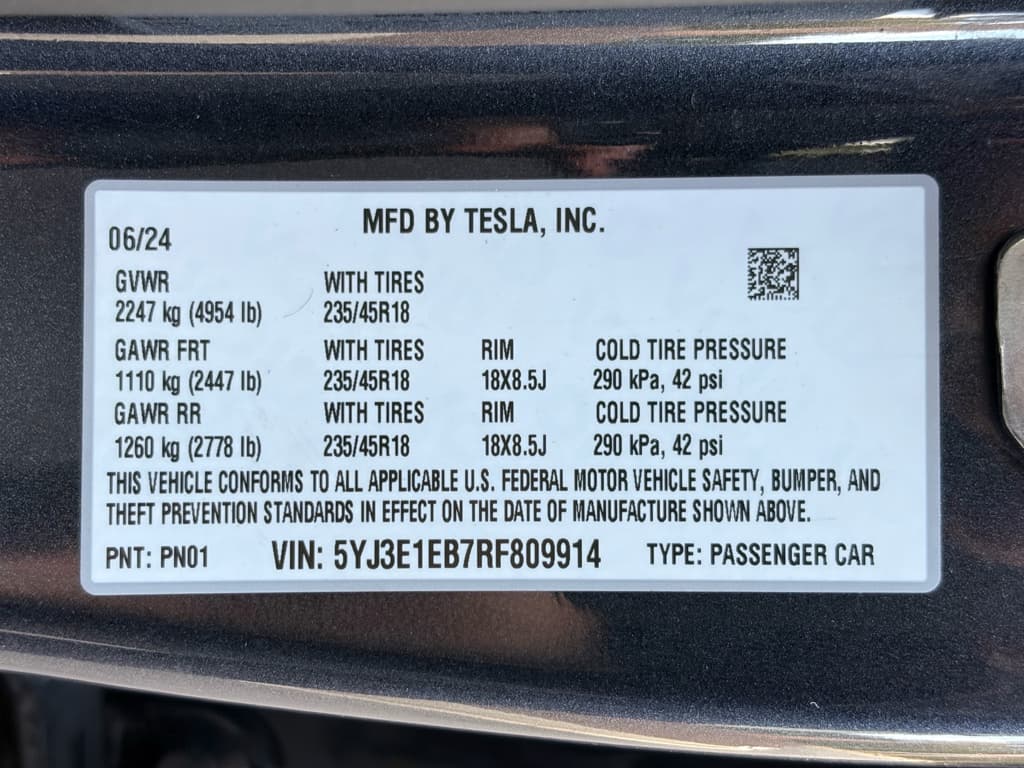 MFD BY TESLA, INC.
06/24
GVWR WITH TIRES
2247 kg (4954 lb) 235/45R18
GAWR FRT WITH TIRES RIM COLD TIRE PRESSURE
1110 kg (2447 lb) 235/45R18 18X8.5J 290 kPa, 42 psi
GAWR RR WITH TIRES RIM COLD TIRE PRESSURE
1260 kg (2778 lb) 235/45R18 18X8.5J 290 kPa, 42 psi
THIS VEHICLE CONFORMS TO ALL APPLICABLE U.S. FEDERAL MOTOR VEHICLE SAFETY, BUMPER, AND
THEFT PREVENTION STANDARDS IN EFFECT ON THE DATE OF MANUFACTURE SHOWN ABOVE.
PNT: PN01 VIN: 5YJ3E1EB7RF809914 TYPE: PASSENGER CAR